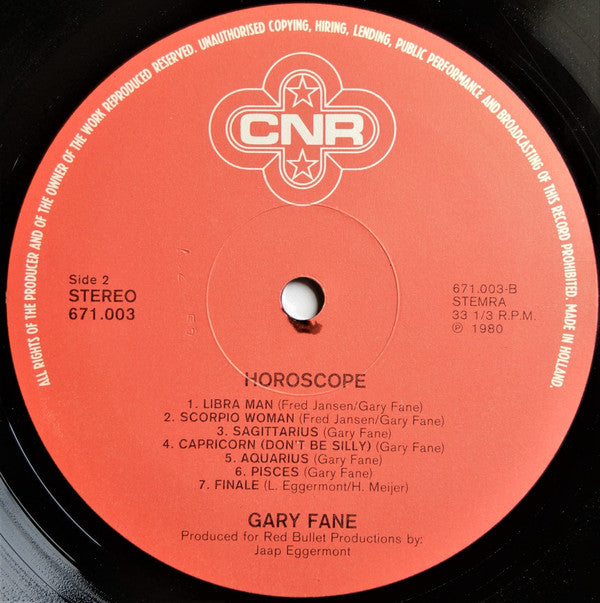 ALL RIGHTS OF THE PRODUCER AND OF THE OWNER OF THE WORK REPRODUCED RESERVED. UNAUTHORISED COPYING, HIRING, LENDING, PUBLIC PERFORMANCE AND BROADCASTING OF THIS RECORD PROHIBITED. MADE IN HOLLAND.
CNR
Side 2
STEREO
671.003
671.003-B
STEMRA
33 1/3 R.P.M.
℗ 1980
HOROSCOPE
1. LIBRA MAN (Fred Jansen/Gary Fane)
2. SCORPIO WOMAN (Fred Jansen/Gary Fane)
3. SAGITTARIUS (Gary Fane)
4. CAPRICORN (DON'T BE SILLY) (Gary Fane)
5. AQUARIUS (Gary Fane)
6. PISCES (Gary Fane)
7. FINALE (L. Eggermont/H. Meijer)
GARY FANE
Produced for Red Bullet Productions by:
Jaap Eggermont